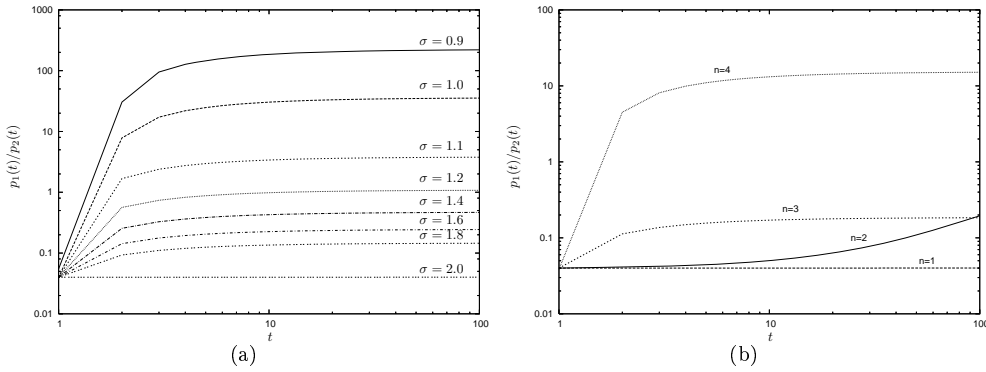 1000
100
10
1
0.1
0.01
p₁(t)/p₂(t)
σ = 0.9
σ = 1.0
σ = 1.1
σ = 1.2
σ = 1.4
σ = 1.6
σ = 1.8
σ = 2.0
1 10 100
t
(a)
100
10
1
0.1
0.01
p₁(t)/p₂(t)
n=4
n=3
n=2
n=1
1 10 100
t
(b)